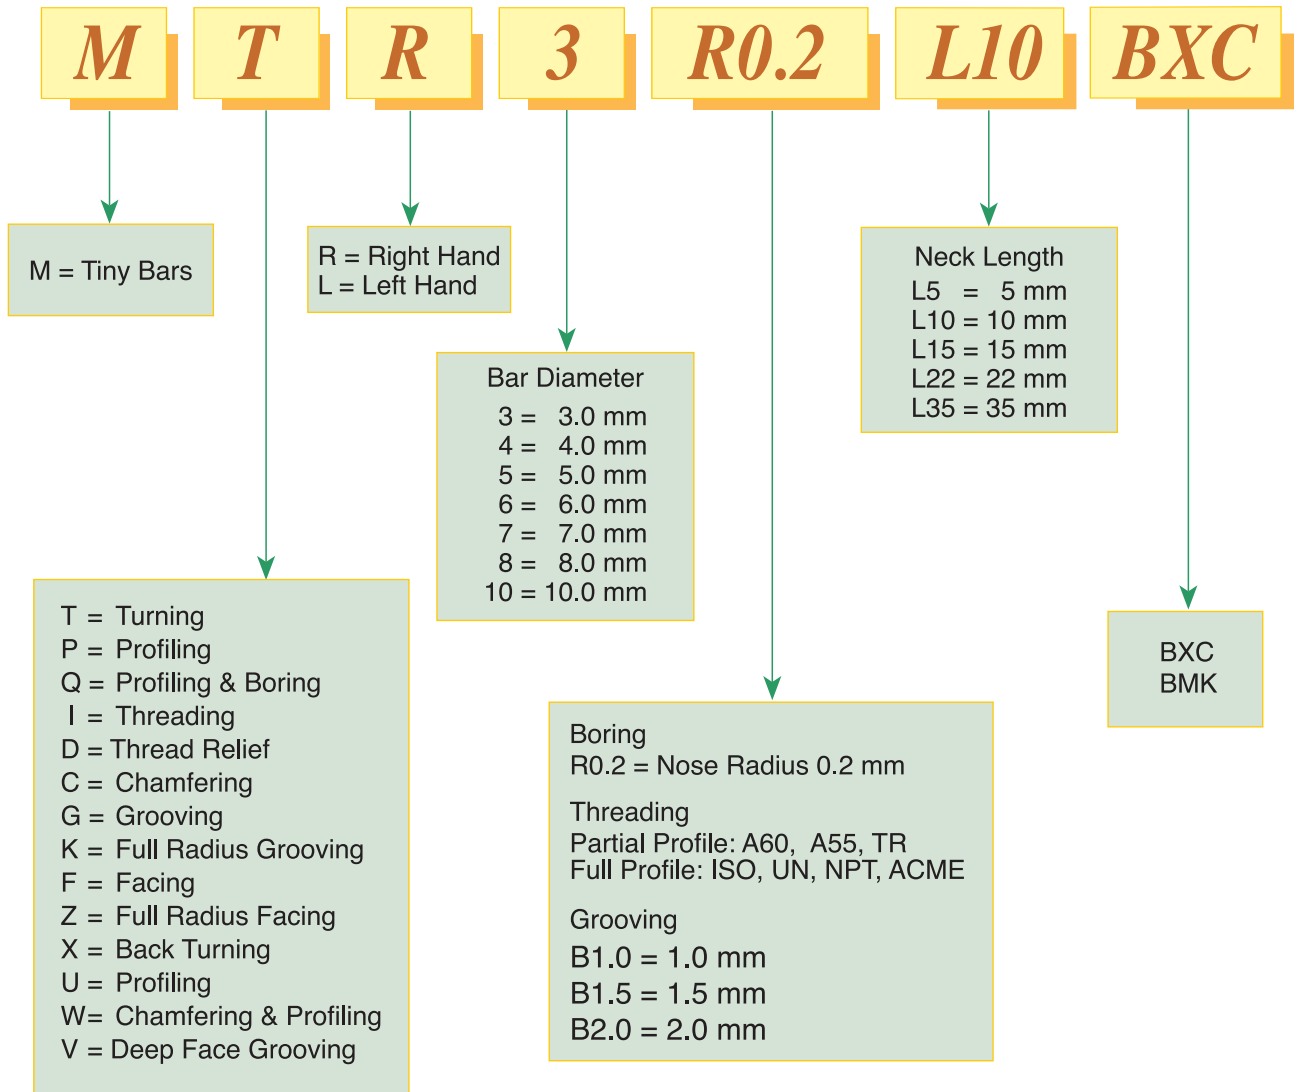 M T R 3 R0.2 L10 BXC
M = Tiny Bars
T = Turning
P = Profiling
Q = Profiling & Boring
I = Threading
D = Thread Relief
C = Chamfering
G = Grooving
K = Full Radius Grooving
F = Facing
Z = Full Radius Facing
X = Back Turning
U = Profiling
W= Chamfering & Profiling
V = Deep Face Grooving
R = Right Hand
L = Left Hand
Bar Diameter
3 = 3.0 mm
4 = 4.0 mm
5 = 5.0 mm
6 = 6.0 mm
7 = 7.0 mm
8 = 8.0 mm
10 = 10.0 mm
Boring
R0.2 = Nose Radius 0.2 mm
Threading
Partial Profile: A60, A55, TR
Full Profile: ISO, UN, NPT, ACME
Grooving
B1.0 = 1.0 mm
B1.5 = 1.5 mm
B2.0 = 2.0 mm
Neck Length
L5 = 5 mm
L10 = 10 mm
L15 = 15 mm
L22 = 22 mm
L35 = 35 mm
BXC
BMK